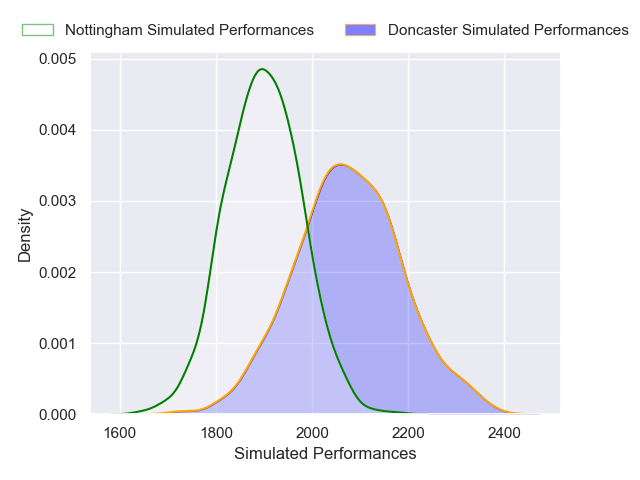 Nottingham Simulated Performances
Doncaster Simulated Performances
0.005
0.004
0.003
0.002
0.001
0.000
Density
1600 1800 2000 2200 2400
Simulated Performances